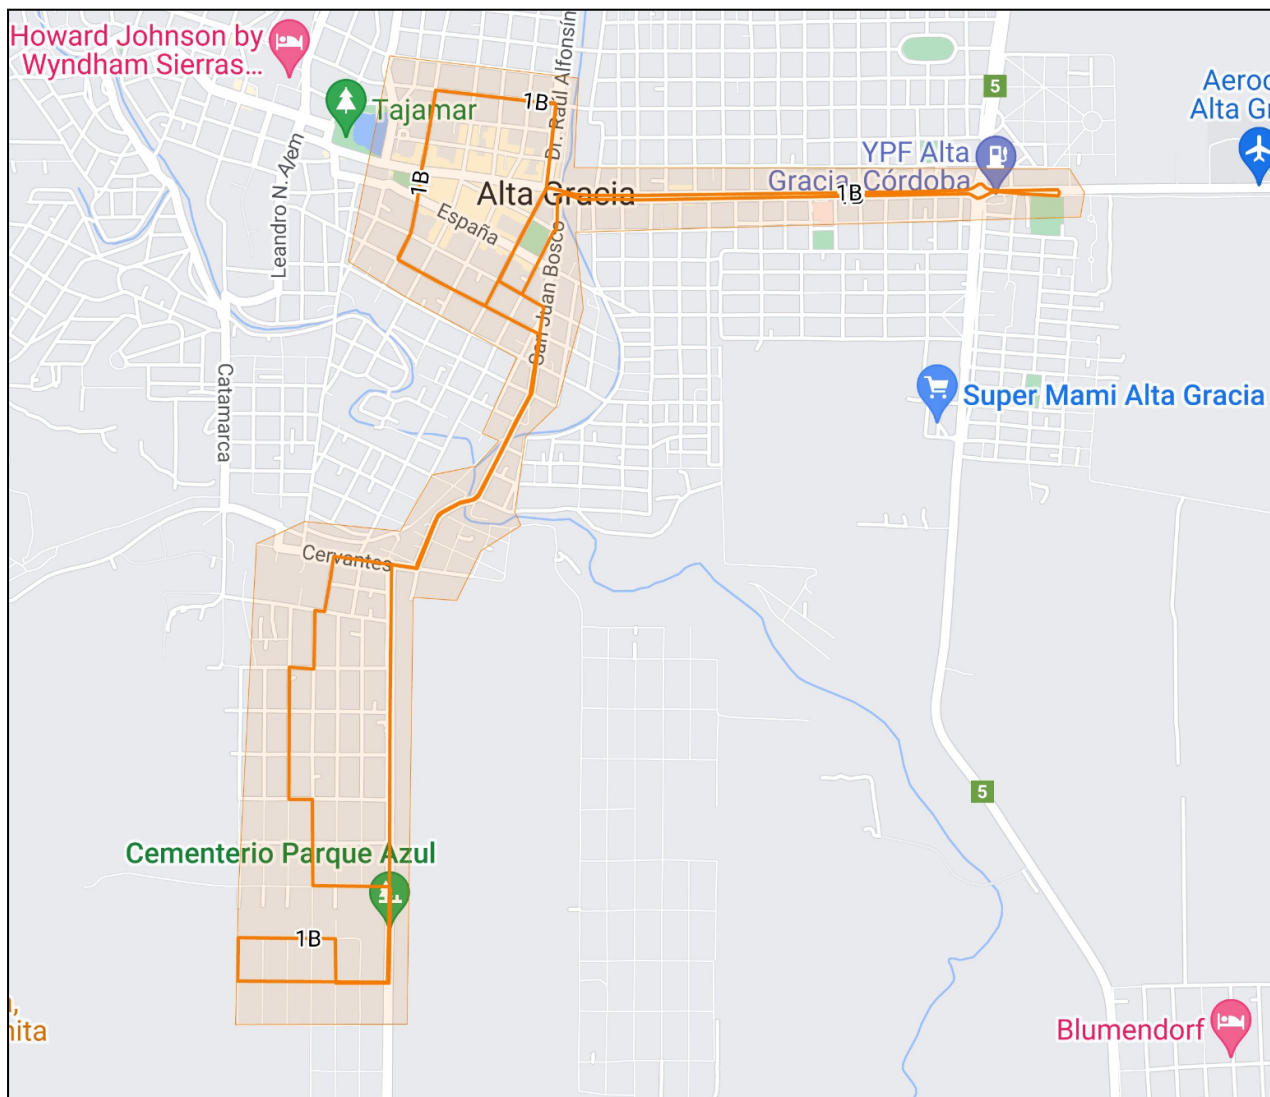 Howard Johnson by
Wyndham Sierras...
Tajamar
1B
Dr. Raúl Alfonsín
5
Aeroc
Alta Gr
YPF Alta
Gracia, Córdoba
1B
1B
Alta Gracia
España
Leandro N. Alem
San Juan Bosco
Catamarca
Super Mami Alta Gracia
Cervantes
5
Cementerio Parque Azul
1B
nita
Blumendorf